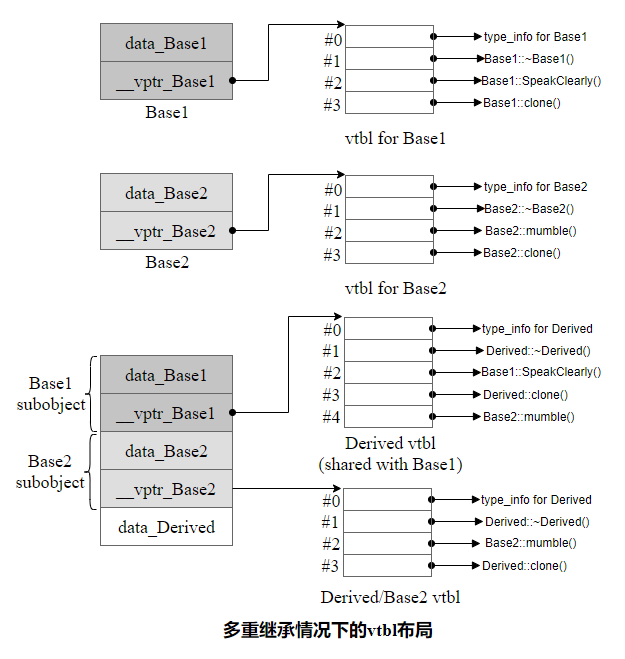 data_Base1
__vptr_Base1
Base1
#0
#1
#2
#3
type_info for Base1
Base1::~Base1()
Base1::SpeakClearly()
Base1::clone()
vtbl for Base1
data_Base2
__vptr_Base2
Base2
#0
#1
#2
#3
type_info for Base2
Base2::~Base2()
Base2::mumble()
Base2::clone()
vtbl for Base2
Base1
subobject
Base2
subobject
data_Base1
__vptr_Base1
data_Base2
__vptr_Base2
data_Derived
#0
#1
#2
#3
#4
type_info for Derived
Derived::~Derived()
Base1::SpeakClearly()
Derived::clone()
Base2::mumble()
Derived vtbl
(shared with Base1)
#0
#1
#2
#3
type_info for Derived
Derived::~Derived()
Base2::mumble()
Derived::clone()
Derived/Base2 vtbl
多重继承情况下的vtbl布局